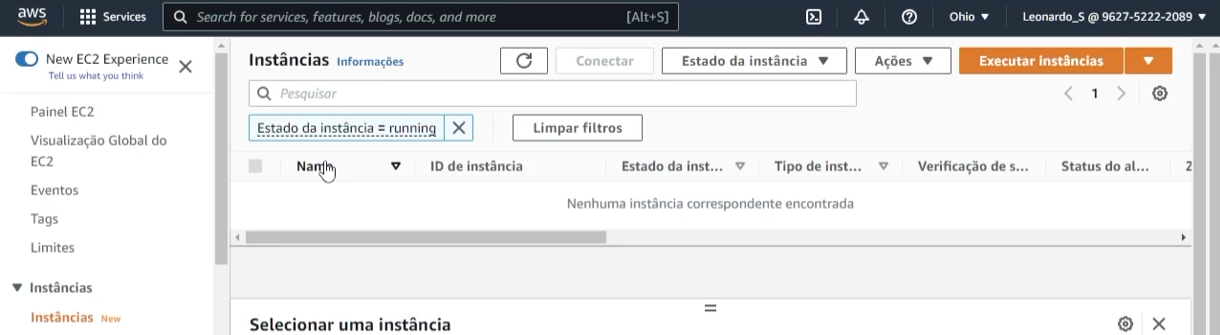 aws
Services
Search for services, features, blogs, docs, and more
[Alt+S]
Ohio
Leonardo_S @ 9627-5222-2089
New EC2 Experience
Tell us what you think
Painel EC2
Visualização Global do
EC2
Eventos
Tags
Limites
Instâncias
Instâncias New
Instâncias Informações
Conectar
Estado da instância
Ações
Executar instâncias
Pesquisar
1
Estado da instância = running
Limpar filtros
ID de instância
Estado da inst...
Tipo de inst...
Verificação de s...
Status do al...
Nenhuma instância correspondente encontrada
Selecionar uma instância